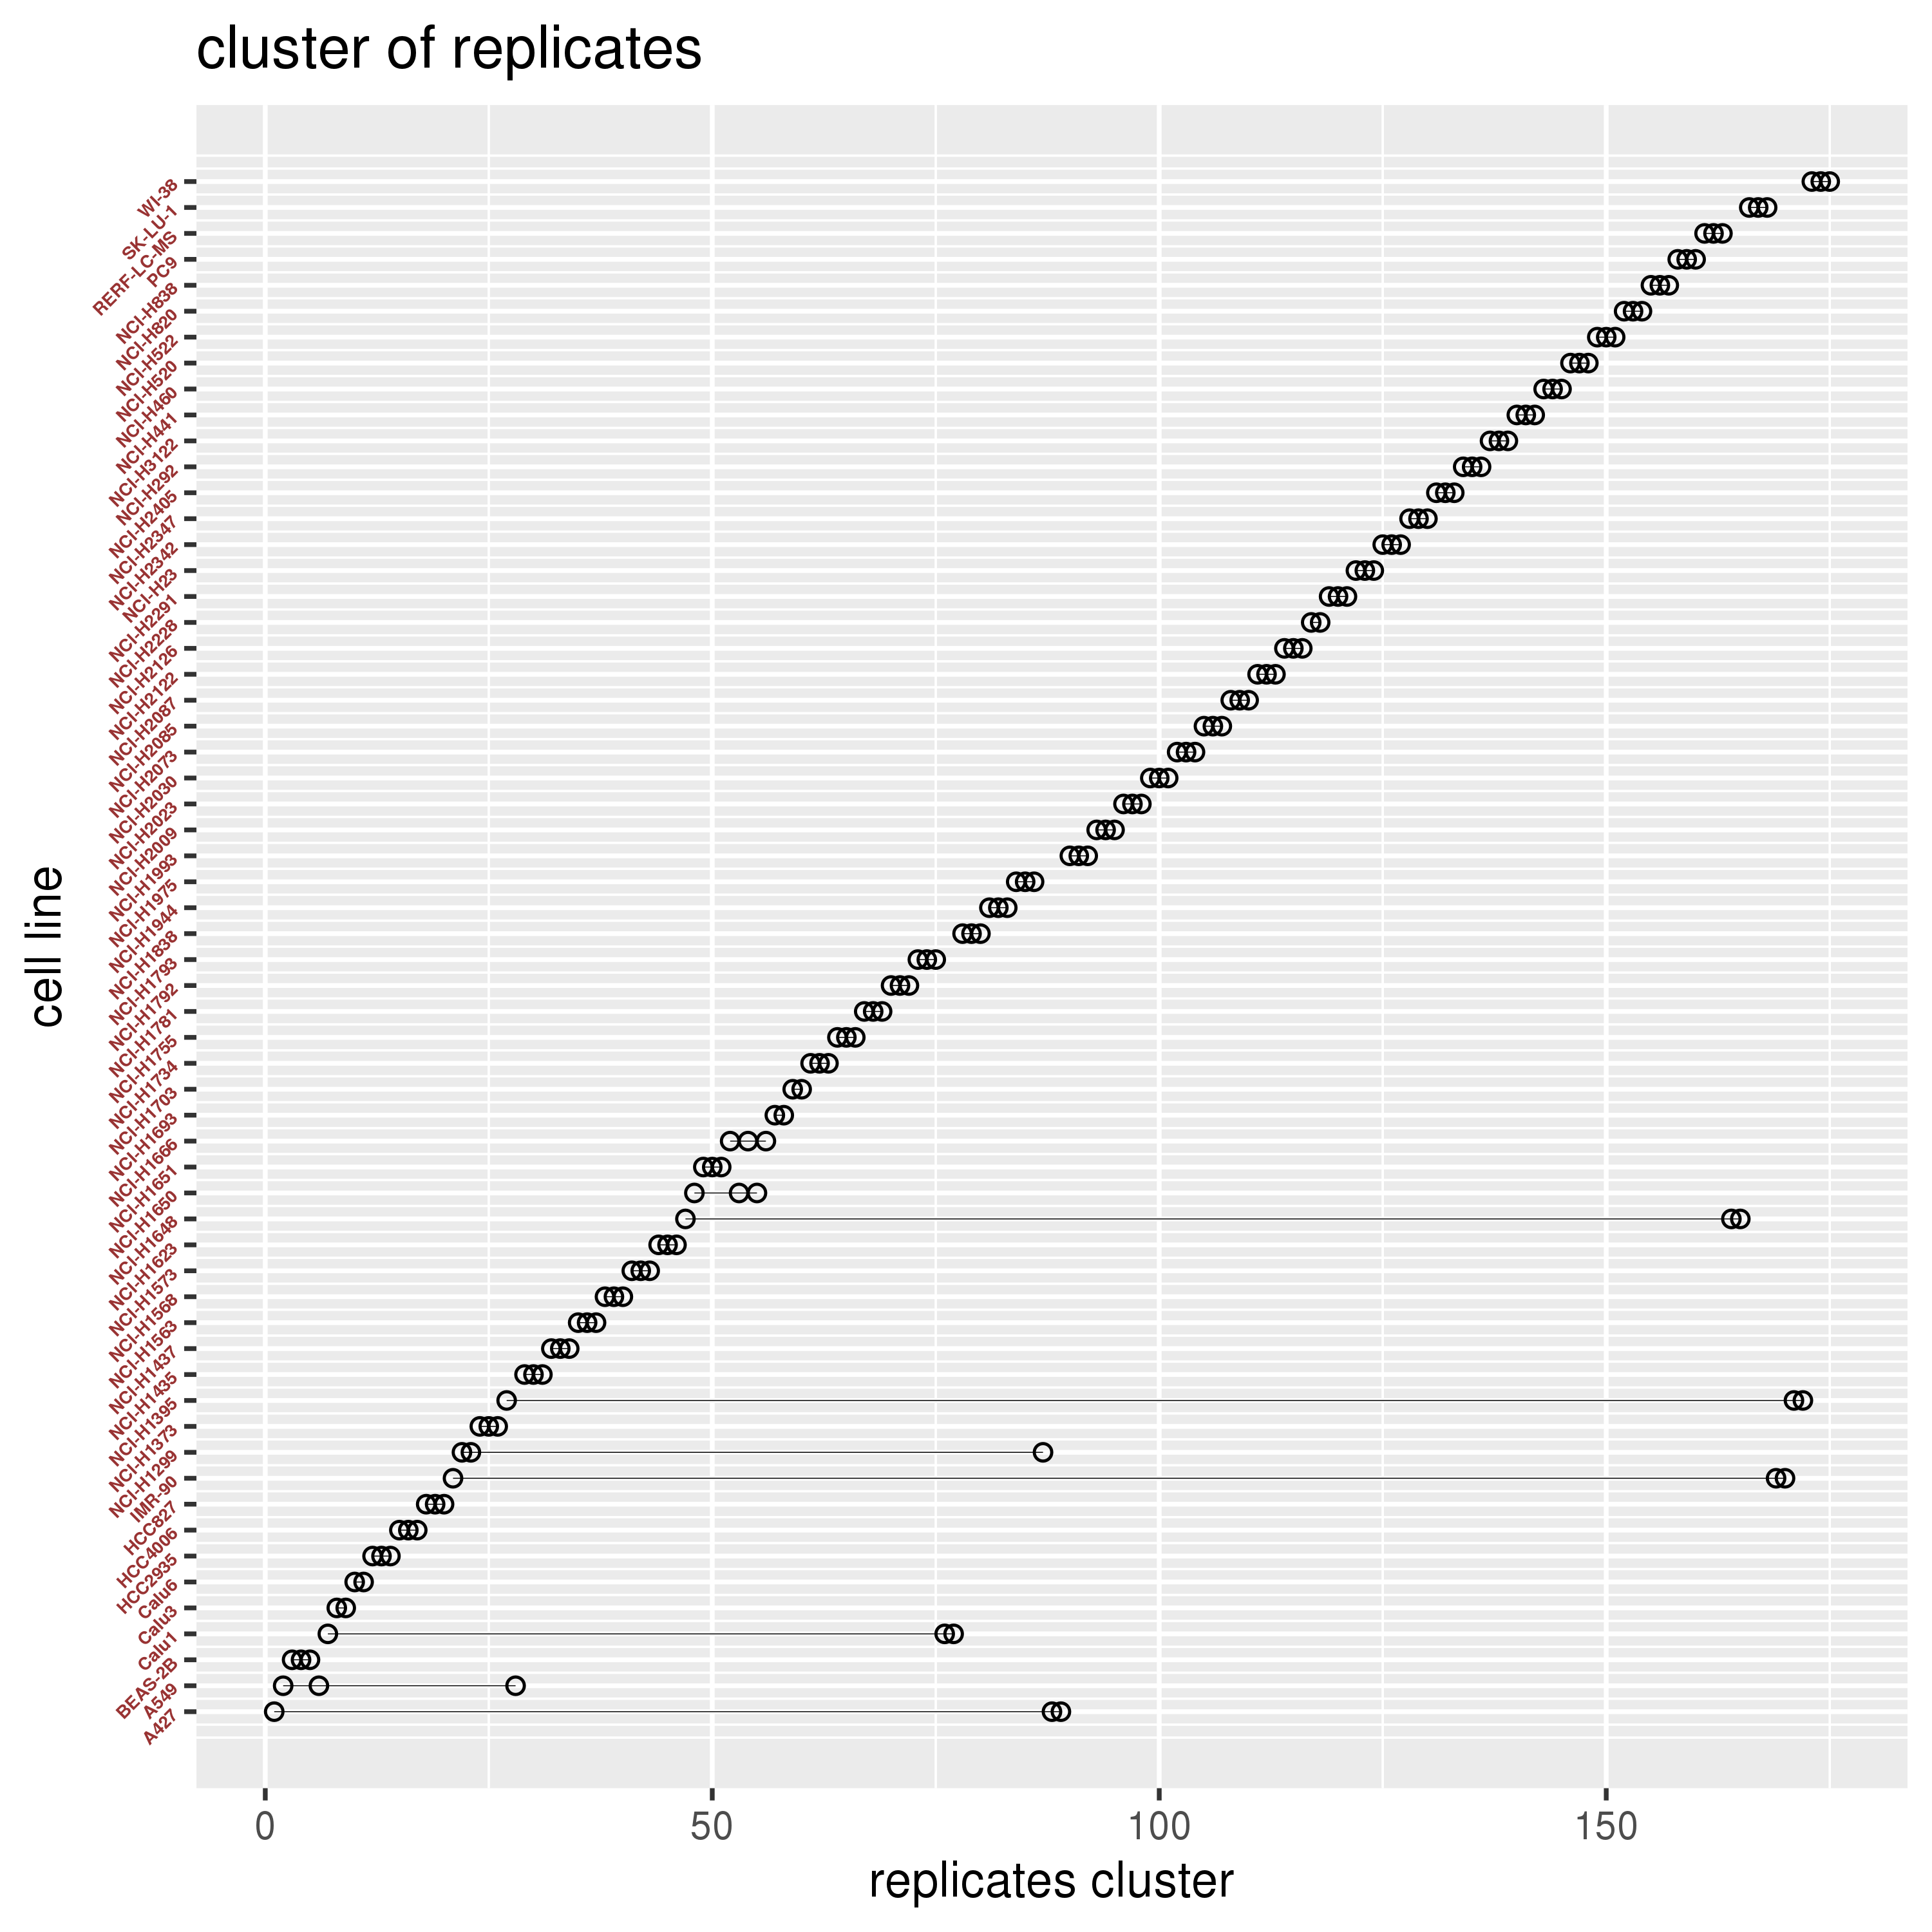 cluster of replicates
WI-38
SK-LU-1
RERF-LC-MS
PC9
NCI-H838
NCI-H820
NCI-H522
NCI-H520
NCI-H460
NCI-H441
NCI-H3122
NCI-H292
NCI-H2405
NCI-H2347
NCI-H2342
NCI-H23
NCI-H2291
NCI-H2228
NCI-H2126
NCI-H2122
NCI-H2087
NCI-H2085
NCI-H2073
NCI-H2030
NCI-H2023
NCI-H2009
NCI-H1993
NCI-H1975
NCI-H1944
NCI-H1838
NCI-H1793
NCI-H1792
NCI-H1781
NCI-H1755
NCI-H1734
NCI-H1703
NCI-H1693
NCI-H1666
NCI-H1651
NCI-H1650
NCI-H1648
NCI-H1623
NCI-H1573
NCI-H1568
NCI-H1563
NCI-H1437
NCI-H1435
NCI-H1395
NCI-H1373
NCI-H1299
IMR-90
HCC827
HCC4006
HCC2935
Calu6
Calu3
Calu1
BEAS-2B
A549
A427
cell line
0 50 100 150
replicates cluster